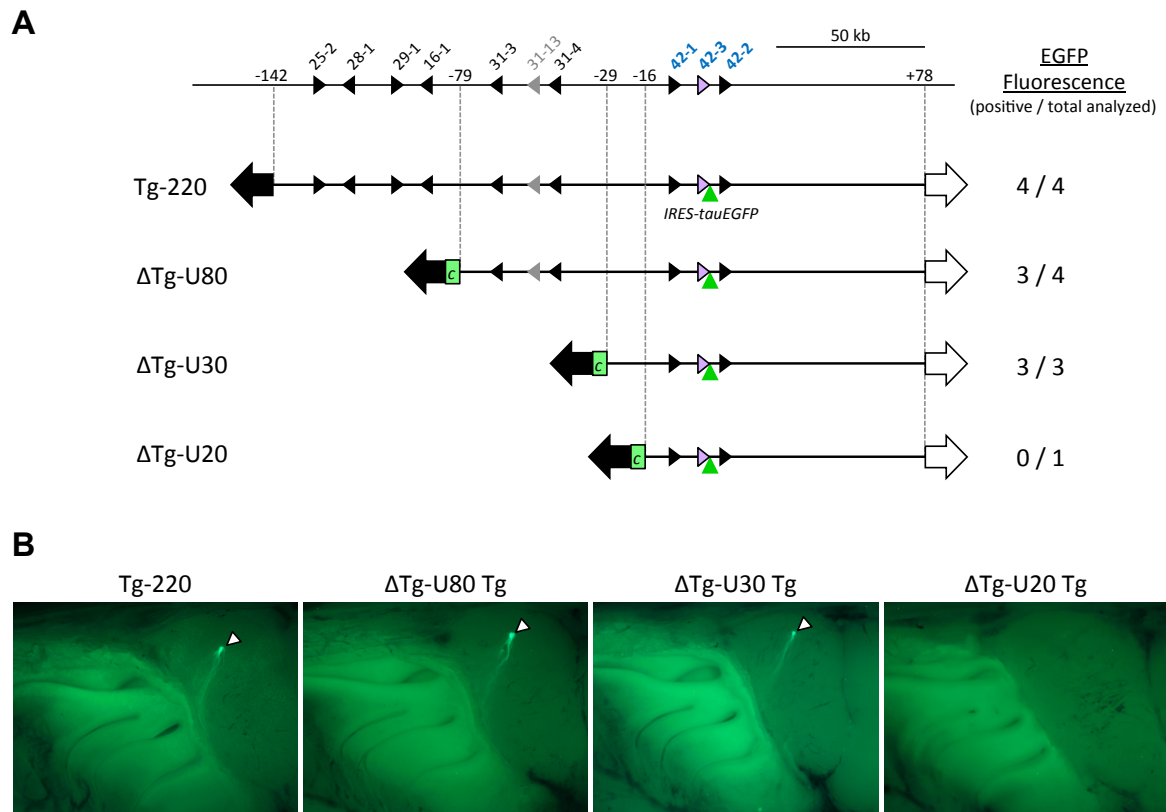 A
25-2 28-1 29-1 16-1 31-3 31-13 31-4 42-1 42-3 42-2
50 kb
-142 -79 -29 -16 +78
EGFP
Fluorescence
(positive / total analyzed)
Tg-220
IRES-tauEGFP
4 / 4
ΔTg-U80
c
3 / 4
ΔTg-U30
c
3 / 3
ΔTg-U20
c
0 / 1
B
Tg-220 ΔTg-U80 Tg ΔTg-U30 Tg ΔTg-U20 Tg